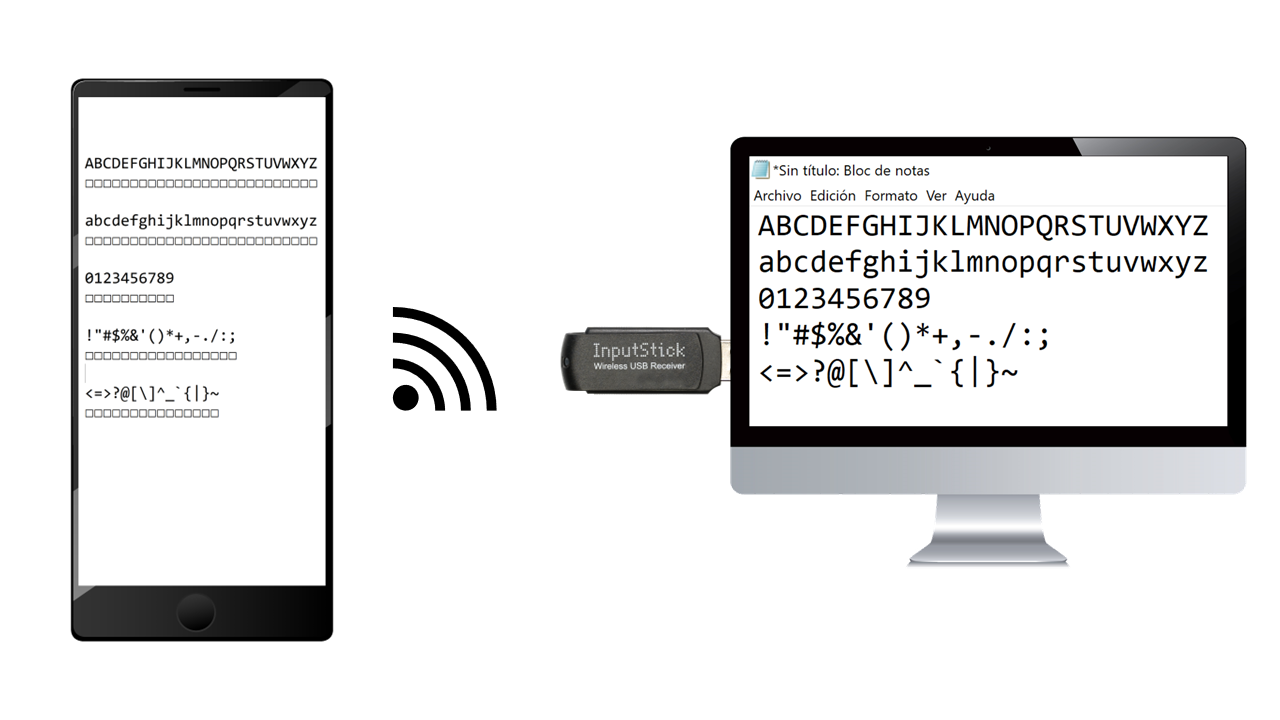 ABCDEFGHIJKLMNOPQRSTUVWXYZ
□□□□□□□□□□□□□□□□□□□□□□□□□□
abcdefghijklmnopqrstuvwxyz
□□□□□□□□□□□□□□□□□□□□□□□□□□
0123456789
□□□□□□□□□□
!"#$%&'()*+,-./:;
□□□□□□□□□□□□□□□□□
<=>?@[\]^_`{|}~
□□□□□□□□□□□□□□□
InputStick
Wireless USB Receiver
*Sin título: Bloc de notas
Archivo Edición Formato Ver Ayuda
ABCDEFGHIJKLMNOPQRSTUVWXYZ
abcdefghijklmnopqrstuvwxyz
0123456789
!"#$%&'()*+,-./:;
<=>?@[\]^_`{|}~